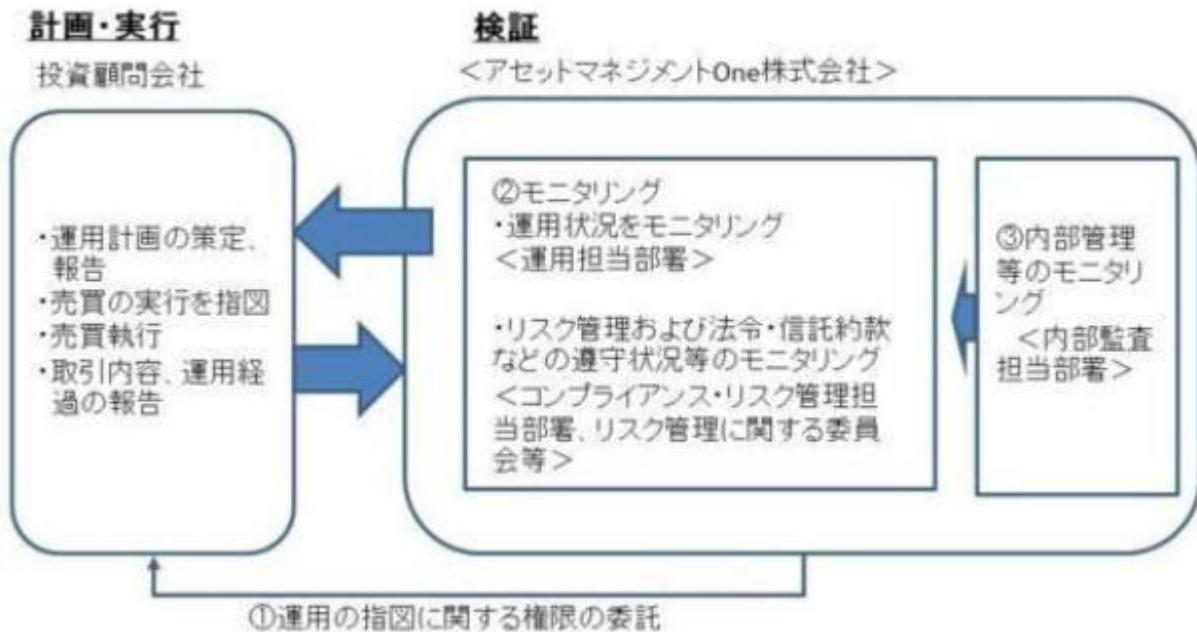 計画・実行
投資顧問会社
・運用計画の策定、
報告
・売買の実行を指図
・売買執行
・取引内容、運用経
過の報告
検証
＜アセットマネジメントOne株式会社＞
②モニタリング
・運用状況をモニタリング
＜運用担当部署＞
・リスク管理および法令・信託約款
などの遵守状況等のモニタリング
＜コンプライアンス・リスク管理担
当部署、リスク管理に関する委員
会等＞
③内部管理
等のモニタリ
ング
＜内部監査
担当部署＞
①運用の指図に関する権限の委託